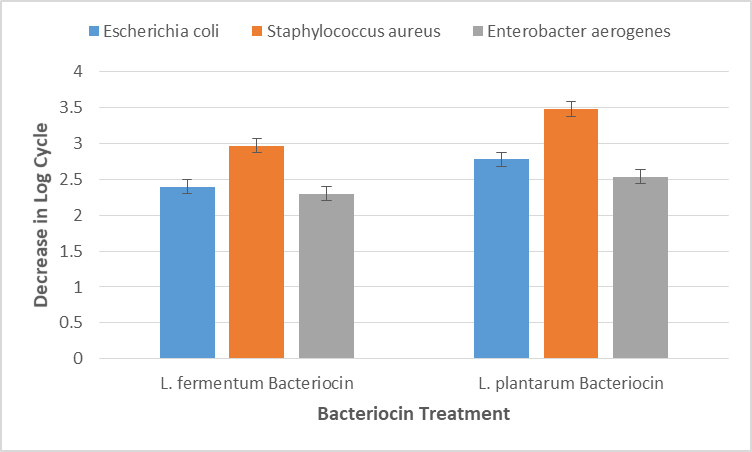 Escherichia coli Staphylococcus aureus Enterobacter aerogenes
4
3.5
3
2.5
2
1.5
1
0.5
0
Decrease in Log Cycle
L. fermentum Bacteriocin L. plantarum Bacteriocin
Bacteriocin Treatment